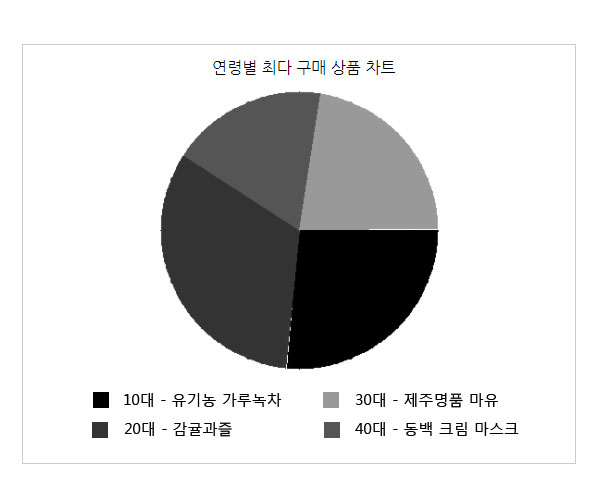 연령별 최다 구매 상품 차트
10대 - 유기농 가루녹차
30대 - 제주명품 마유
20대 - 감귤과즐
40대 - 동백 크림 마스크